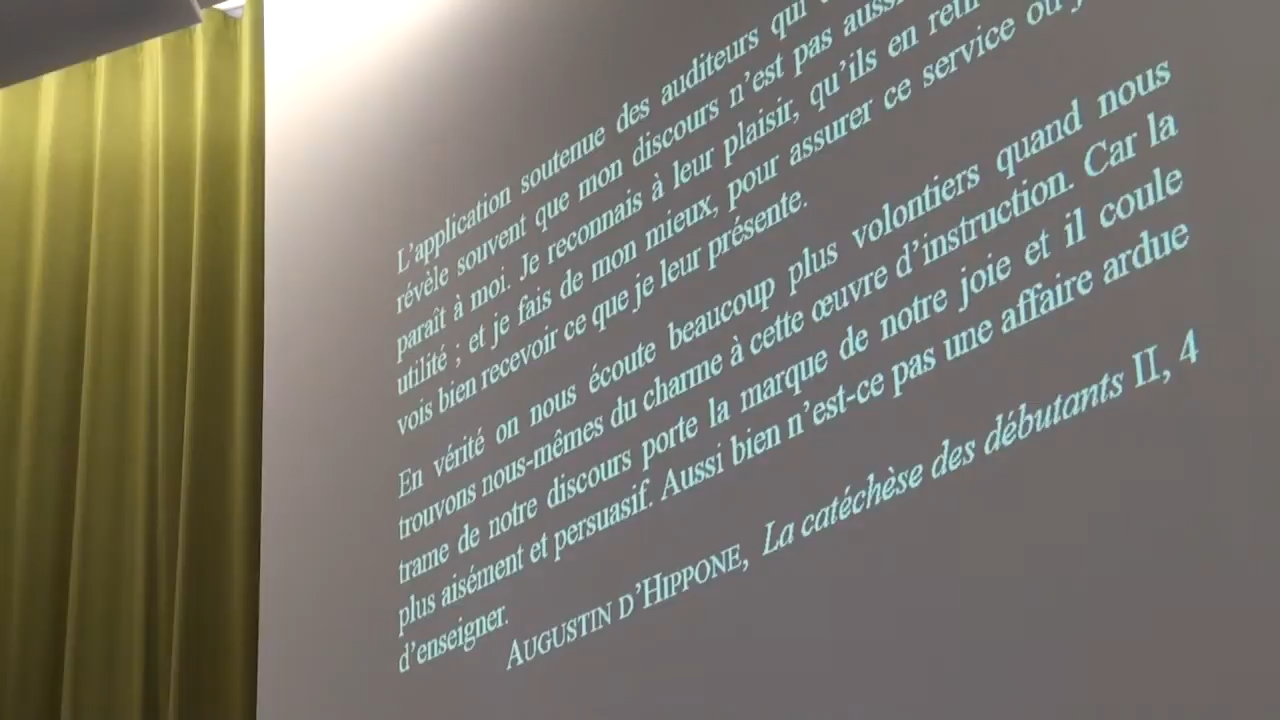 L’application soutenue des auditeurs qui
révèle souvent que mon discours n’est pas aussi
paraît à moi. Je reconnais à leur plaisir, qu’ils en
utilité ; et je fais de mon mieux, pour assurer ce service où
vois bien recevoir ce que je leur présente.
En vérité on nous écoute beaucoup plus volontiers quand nous
trouvons nous-mêmes du charme à cette œuvre d’instruction. Car la
trame de notre discours porte la marque de notre joie et il coule
plus aisément et persuasif. Aussi bien n’est-ce pas une affaire ardue
d’enseigner.
AUGUSTIN D’HIPPONE, La catéchèse des débutants II, 4